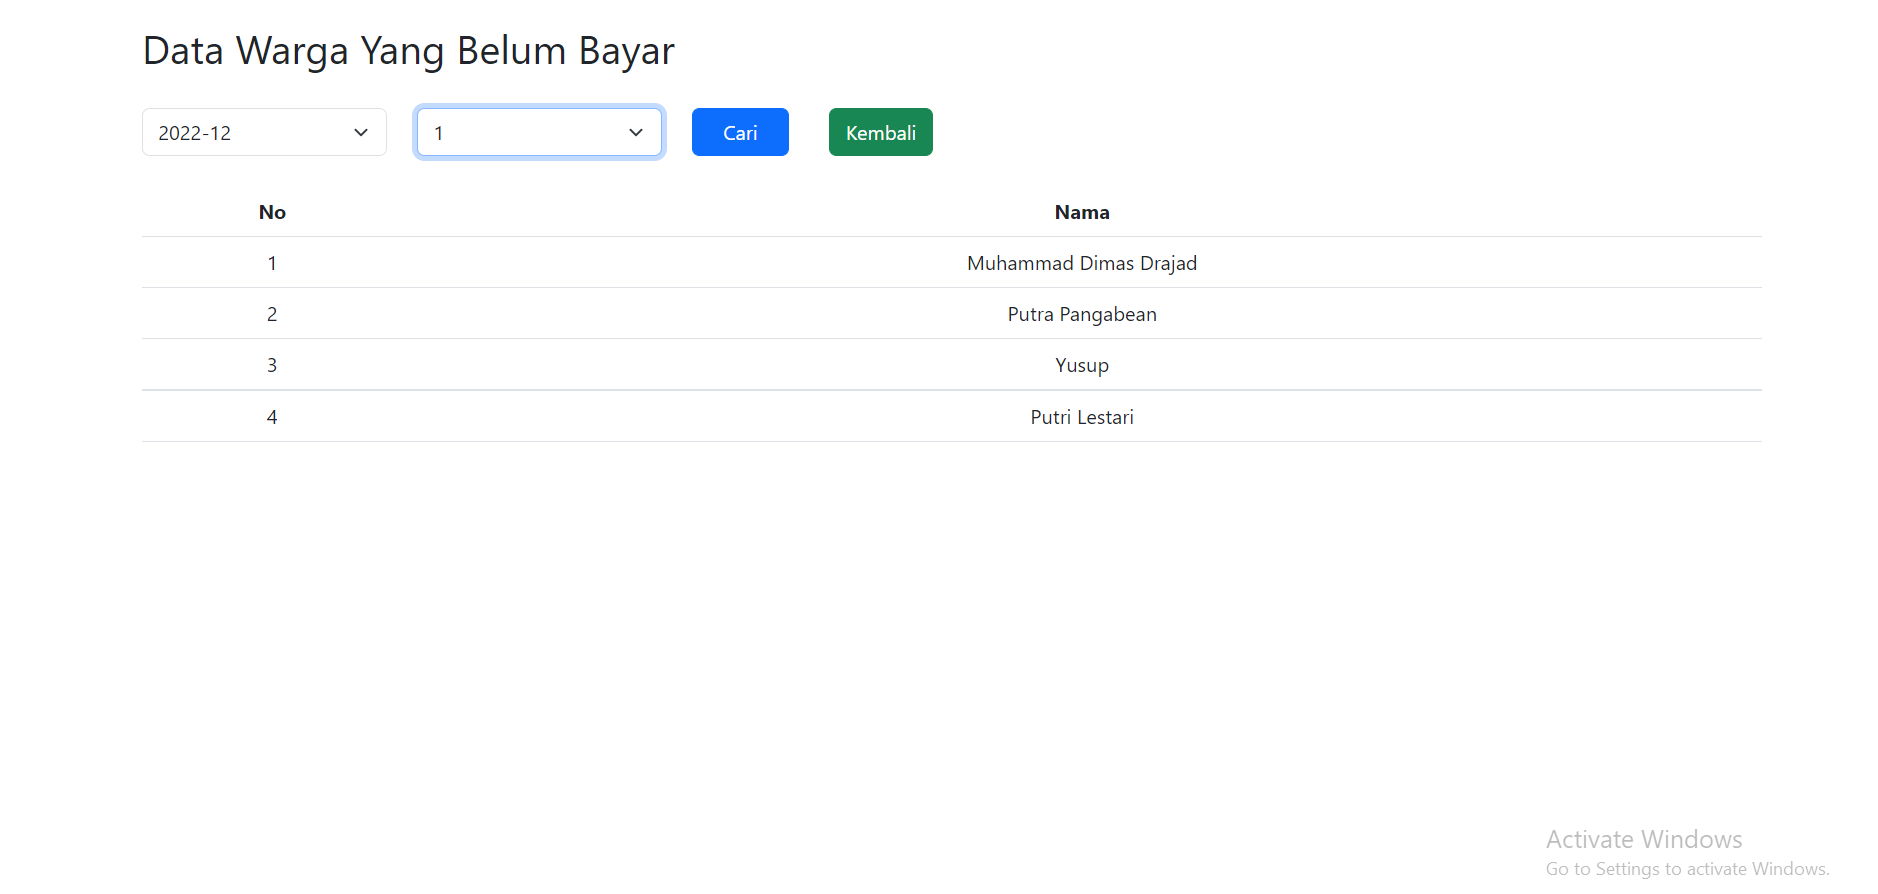 Data Warga Yang Belum Bayar
2022-12 1 Cari Kembali
No Nama
1 Muhammad Dimas Drajad
2 Putra Pangabean
3 Yusup
4 Putri Lestari
Activate Windows
Go to Settings to activate Windows.